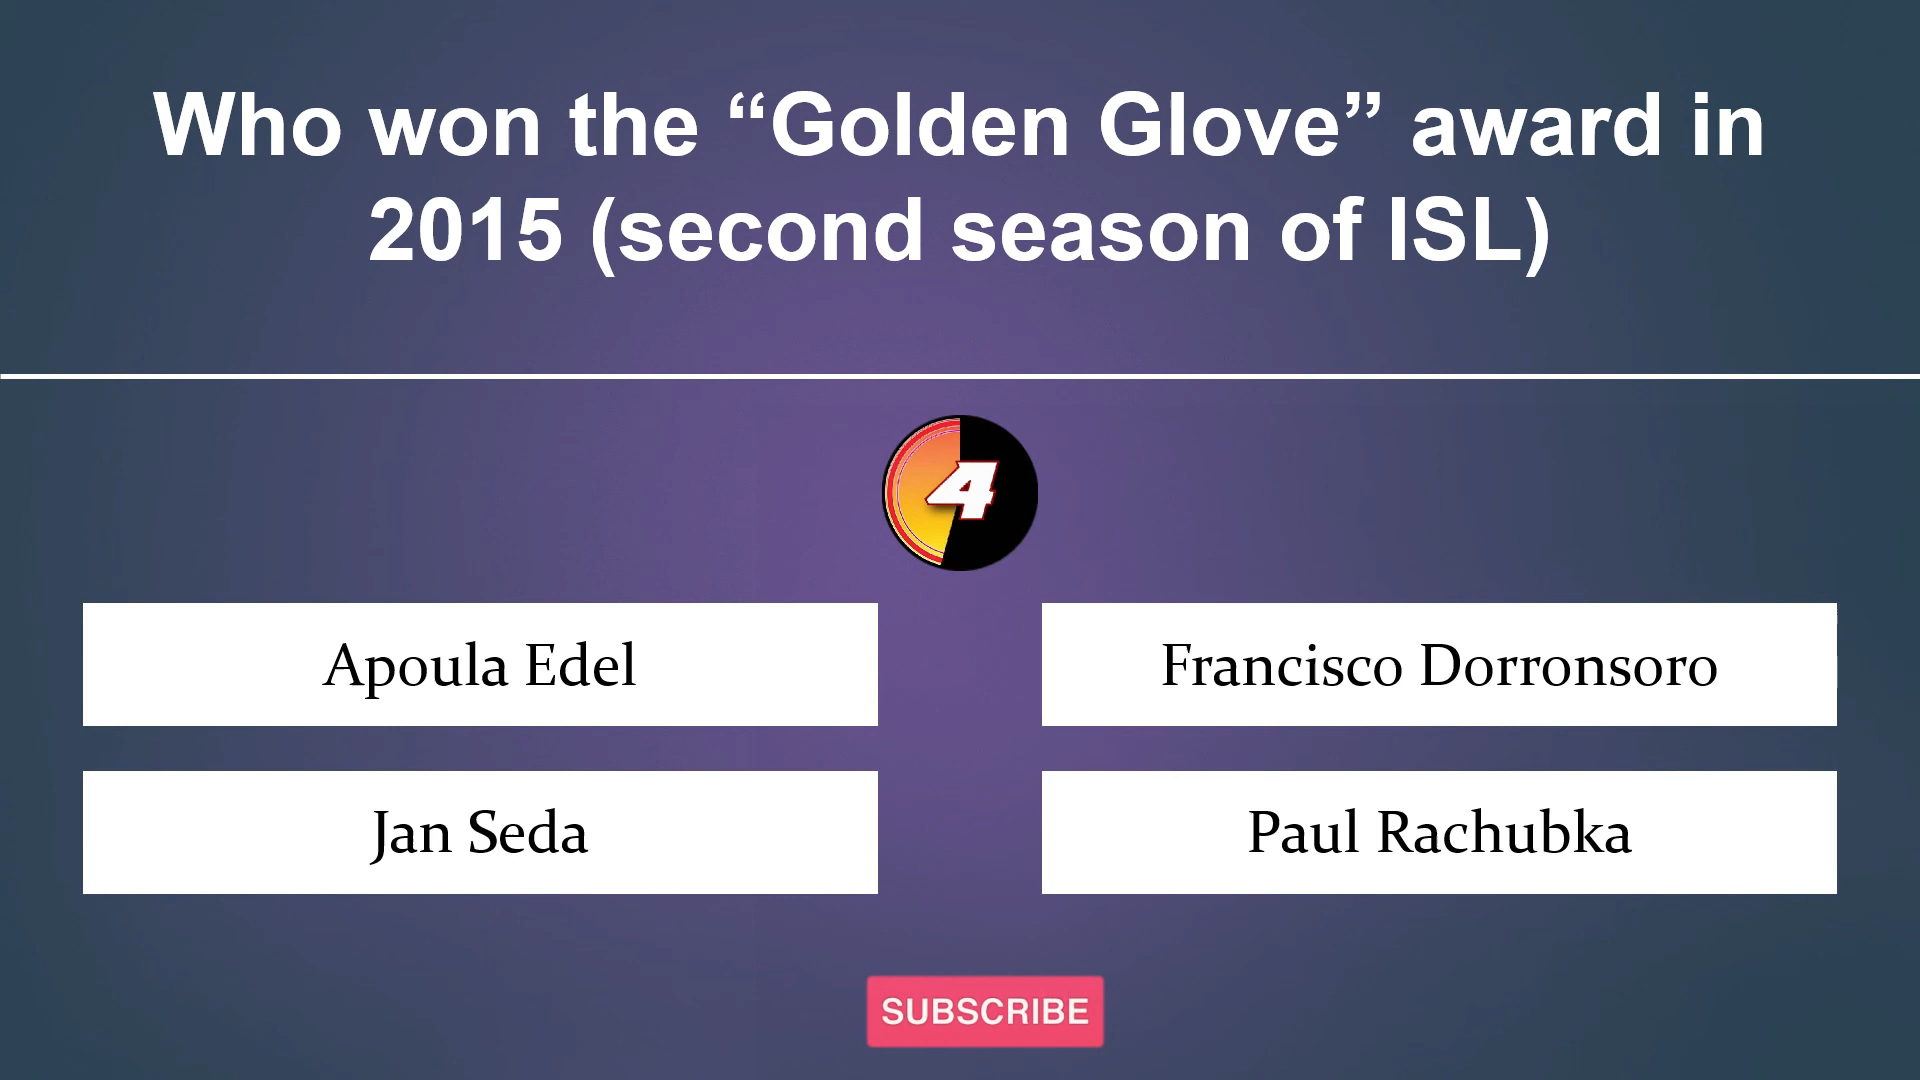 Who won the “Golden Glove” award in
2015 (second season of ISL)
4
Apoula Edel
Francisco Dorronsoro
Jan Seda
Paul Rachubka
SUBSCRIBE